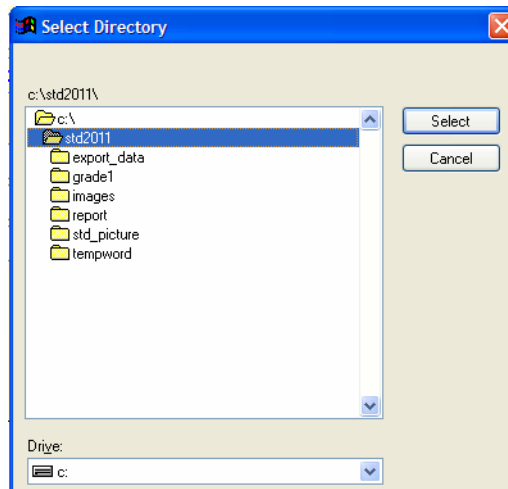 Select Directory
c:\std2011\
c:\
std2011
export_data
grade1
images
report
std_picture
tempword
Select
Cancel
Drive:
c: